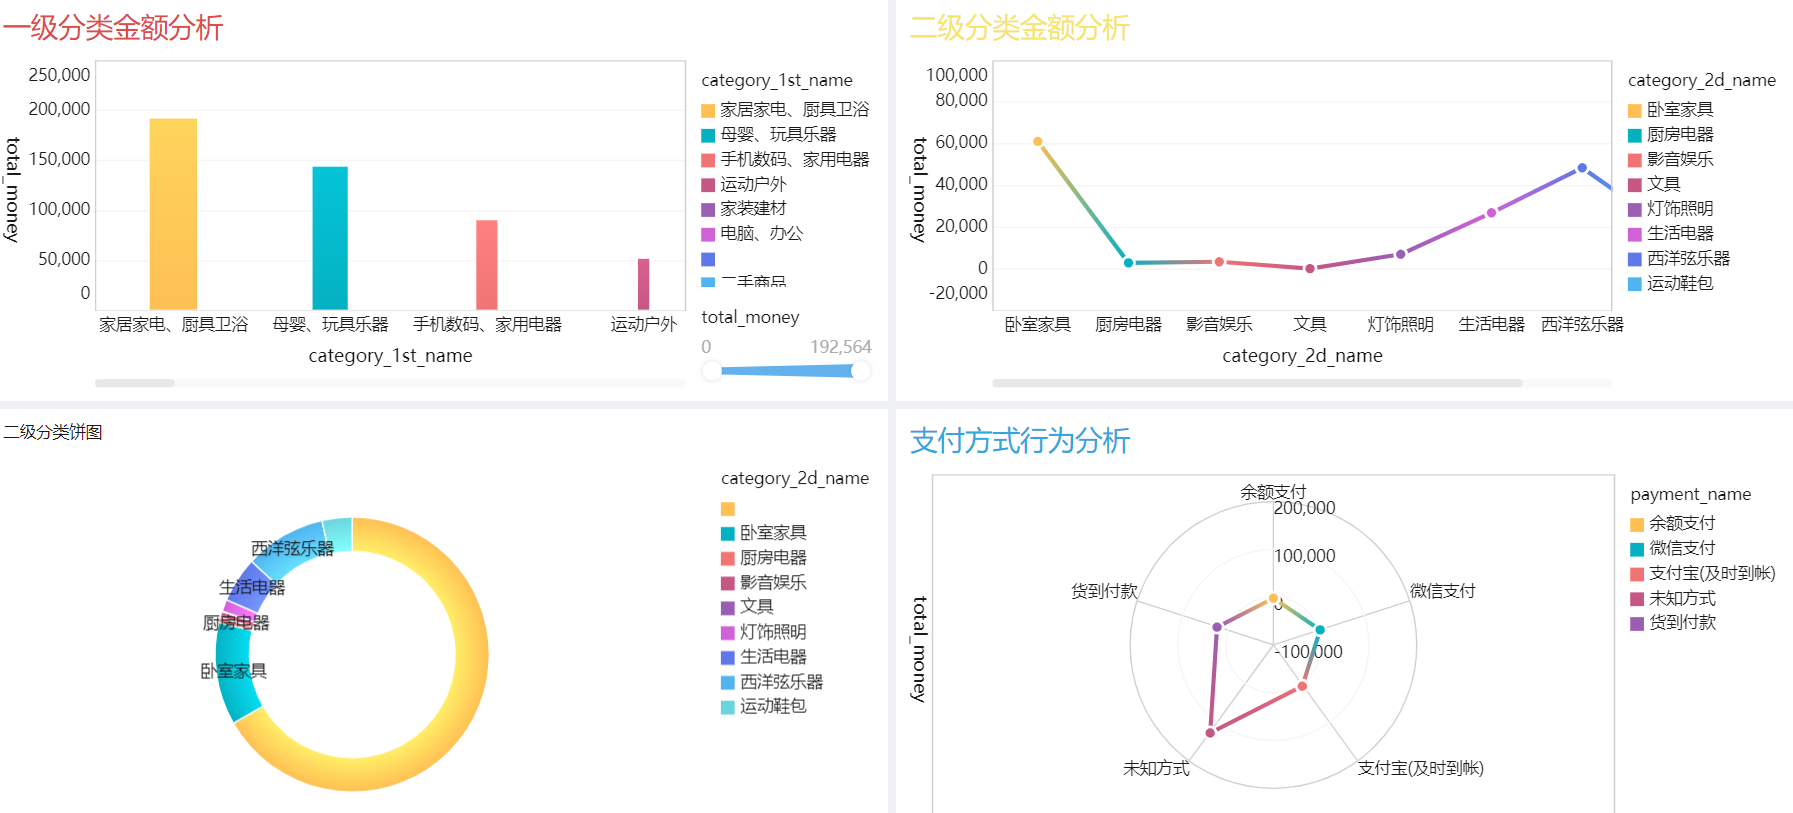 一级分类金额分析
250,000
200,000
150,000
100,000
50,000
0
total_money
家居家电、厨具卫浴
母婴、玩具乐器
手机数码、家用电器
运动户外
category_1st_name
category_1st_name
家居家电、厨具卫浴
母婴、玩具乐器
手机数码、家用电器
运动户外
家装建材
电脑、办公
二手商品
total_money
0
192,564
二级分类金额分析
100,000
80,000
60,000
40,000
20,000
0
-20,000
total_money
卧室家具
厨房电器
影音娱乐
文具
灯饰照明
生活电器
西洋弦乐器
category_2d_name
category_2d_name
卧室家具
厨房电器
影音娱乐
文具
灯饰照明
生活电器
西洋弦乐器
运动鞋包
二级分类饼图
西洋弦乐器
生活电器
厨房电器
卧室家具
category_2d_name
卧室家具
厨房电器
影音娱乐
文具
灯饰照明
生活电器
西洋弦乐器
运动鞋包
支付方式行为分析
total_money
余额支付
200,000
100,000
0
-100,000
货到付款
微信支付
未知方式
支付宝(及时到帐)
payment_name
余额支付
微信支付
支付宝(及时到帐)
未知方式
货到付款